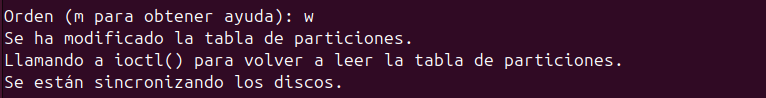 Orden (m para obtener ayuda): w
Se ha modificado la tabla de particiones.
Llamando a ioctl() para volver a leer la tabla de particiones.
Se están sincronizando los discos.